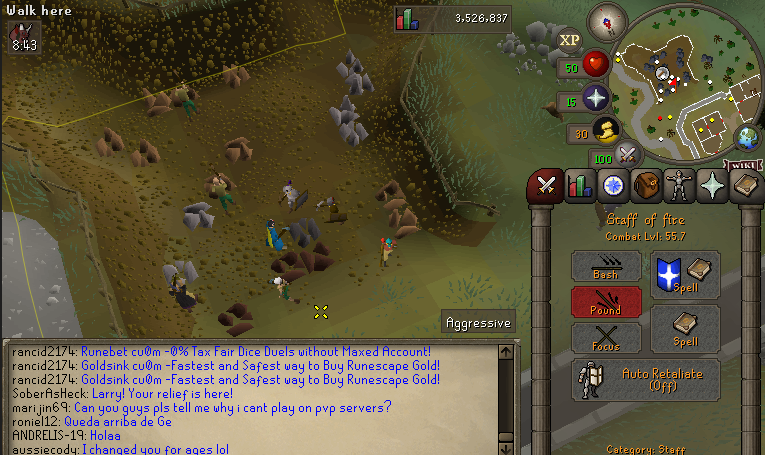 Walk here
3,526,837
8:43
XP
50
15
30
100
WIKI
Staff of fire
Combat Lvl: 55.7
Bash
Spell
Pound
Spell
Focus
Aggressive
Auto Retaliate
(Off)
Category: Staff
rancid2174: Runebet cu0m -0% Tax Fair Dice Duels without Maxed Account!
rancid2174: Goldsink cu0m -Fastest and Safest way to Buy Runescape Gold!
rancid2174: Goldsink cu0m -Fastest and Safest way to Buy Runescape Gold!
SoberAsHeck: Larry! Your relief is here!
marijin69: Can you guys pls tell me why i cant play on pvp servers?
roniel12: Queda arriba de Ge
ANDRELIS-19: Holaa
aussiecody: I changed you for ages lol